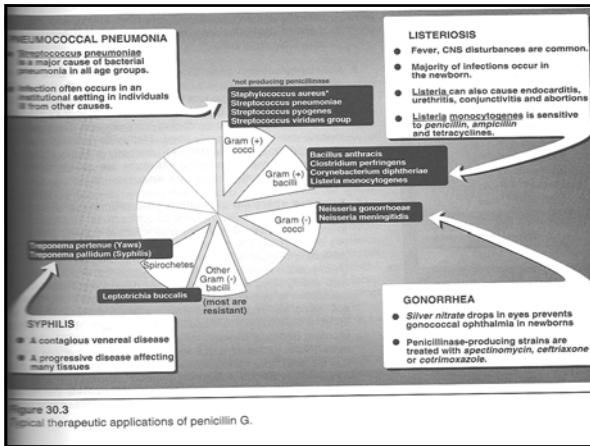 PNEUMOCOCCAL PNEUMONIA
● Streptococcus pneumoniae
is a major cause of bacterial
pneumonia in all age groups.
● Infection often occurs in an
institutional setting in individuals
ill from other causes.
LISTERIOSIS
● Fever, CNS disturbances are common.
● Majority of infections occur in
the newborn.
● Listeria can also cause endocarditis,
urethritis, conjunctivitis and abortions
● Listeria monocytogenes is sensitive
to penicillin, ampicillin
and tetracyclines.
*not producing penicillinase
Staphylococcus aureus*
Streptococcus pneumoniae
Streptococcus pyogenes
Streptococcus viridans group
Gram (+)
cocci
Gram (+)
bacilli
Bacillus anthracis
Clostridium perfringens
Corynebacterium diphtheriae
Listeria monocytogenes
Gram (-)
cocci
Neisseria gonorrhoeae
Neisseria meningitidis
Treponema pertenue (Yaws)
Treponema pallidum (Syphilis)
Spirochetes
Other
Gram (-)
bacilli
(most are
resistant)
Leptotrichia buccalis
SYPHILIS
● A contagious venereal disease
● A progressive disease affecting
many tissues
GONORRHEA
● Silver nitrate drops in eyes prevents
gonococcal ophthalmia in newborns
● Penicillinase-producing strains are
treated with spectinomycin, ceftriaxone
or cotrimoxazole.
Figure 30.3
Typical therapeutic applications of penicillin G.